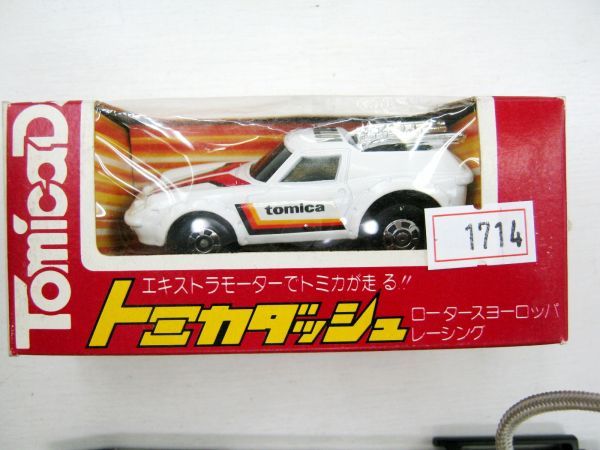 TomicaD
tomica
1714
エキストラモーターでトミカが走る!!
トミカダッシュ
ロータスヨーロッパ
レーシング